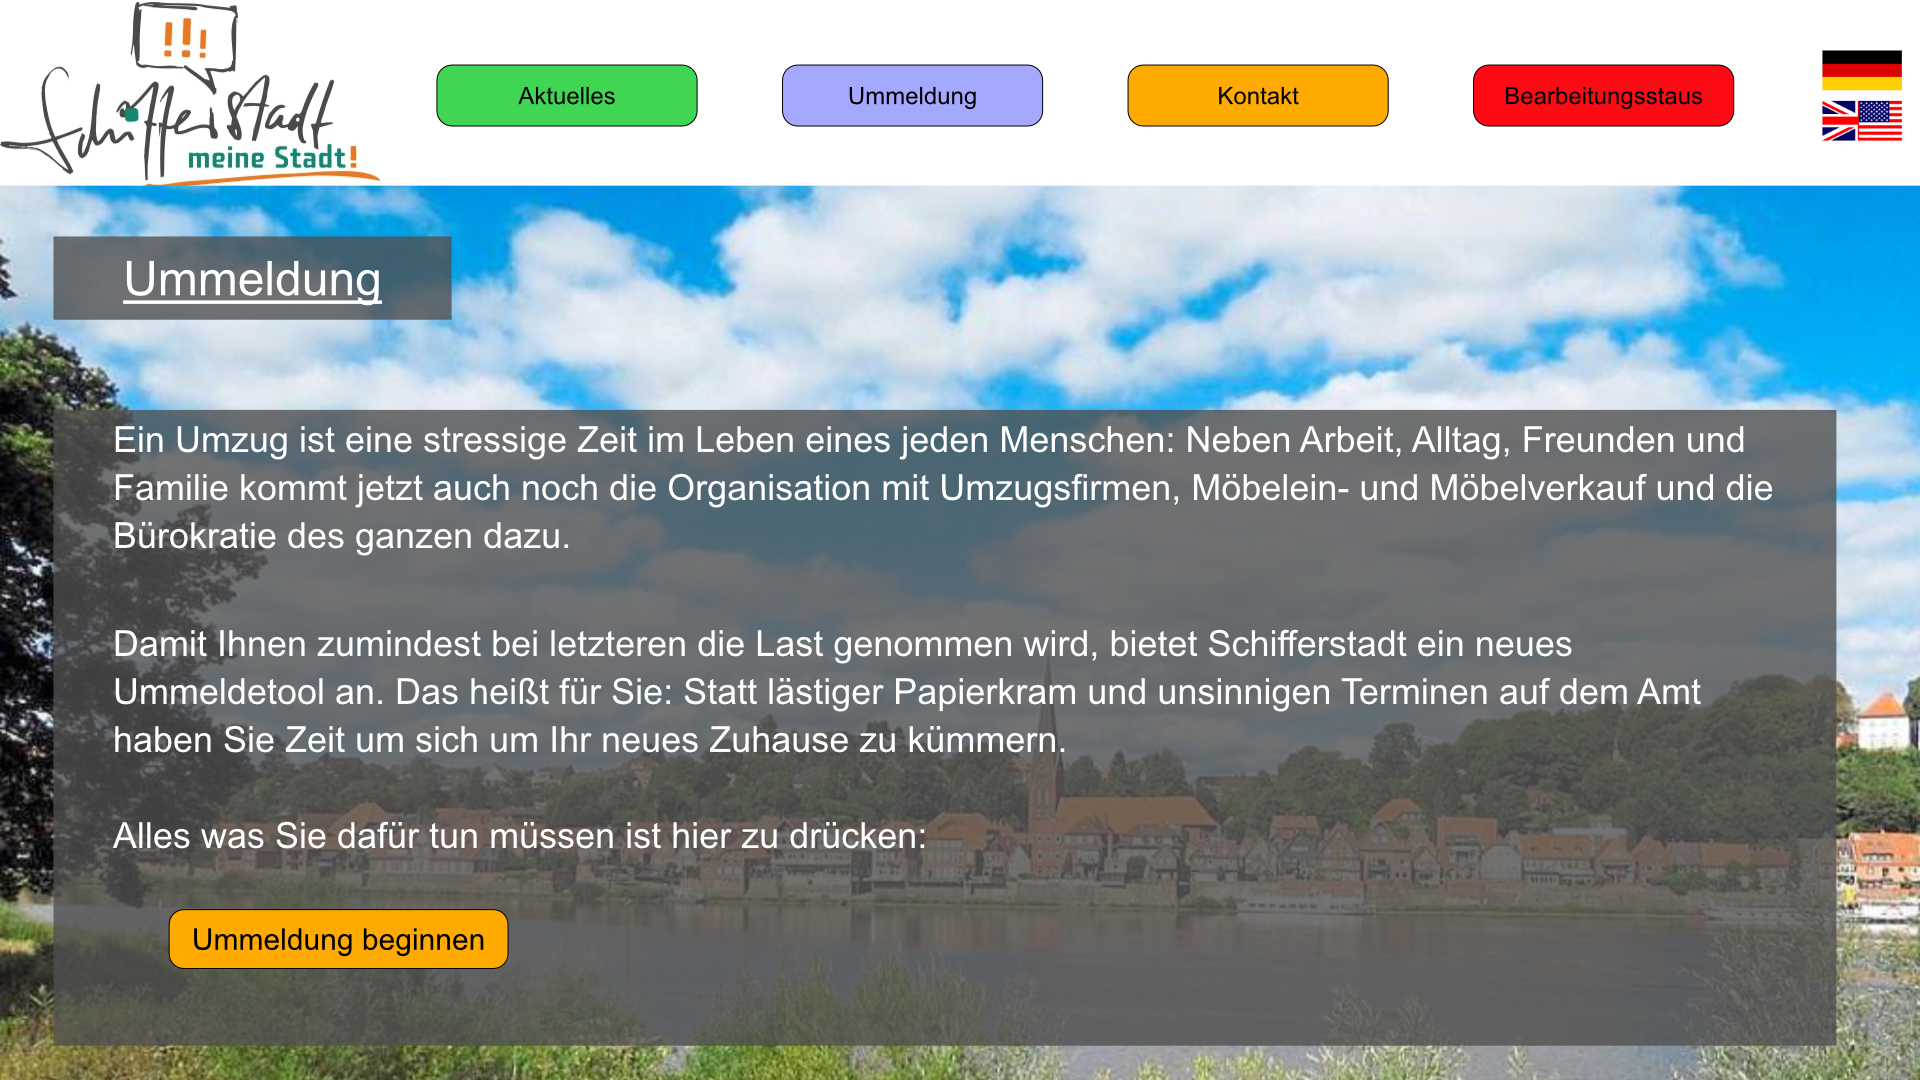 !!!
Schifferstadt
meine Stadt!
Aktuelles
Ummeldung
Kontakt
Bearbeitungsstaus
Ummeldung
Ein Umzug ist eine stressige Zeit im Leben eines jeden Menschen: Neben Arbeit, Alltag, Freunden und
Familie kommt jetzt auch noch die Organisation mit Umzugsfirmen, Möbelein- und Möbelverkauf und die
Bürokratie des ganzen dazu.
Damit Ihnen zumindest bei letzteren die Last genommen wird, bietet Schifferstadt ein neues
Ummeldetool an. Das heißt für Sie: Statt lästiger Papierkram und unsinnigen Terminen auf dem Amt
haben Sie Zeit um sich um Ihr neues Zuhause zu kümmern.
Alles was Sie dafür tun müssen ist hier zu drücken:
Ummeldung beginnen